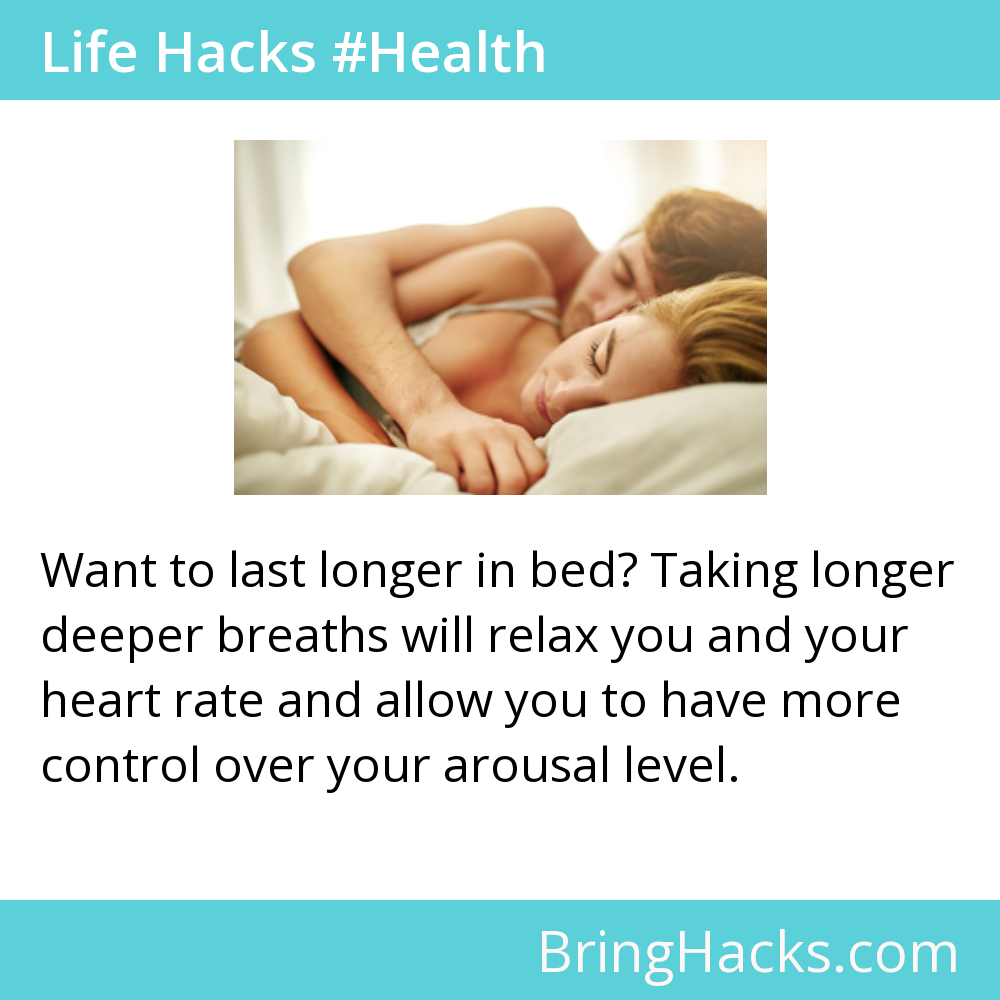 Life Hacks #Health
Want to last longer in bed? Taking longer
deeper breaths will relax you and your
heart rate and allow you to have more
control over your arousal level.
BringHacks.com